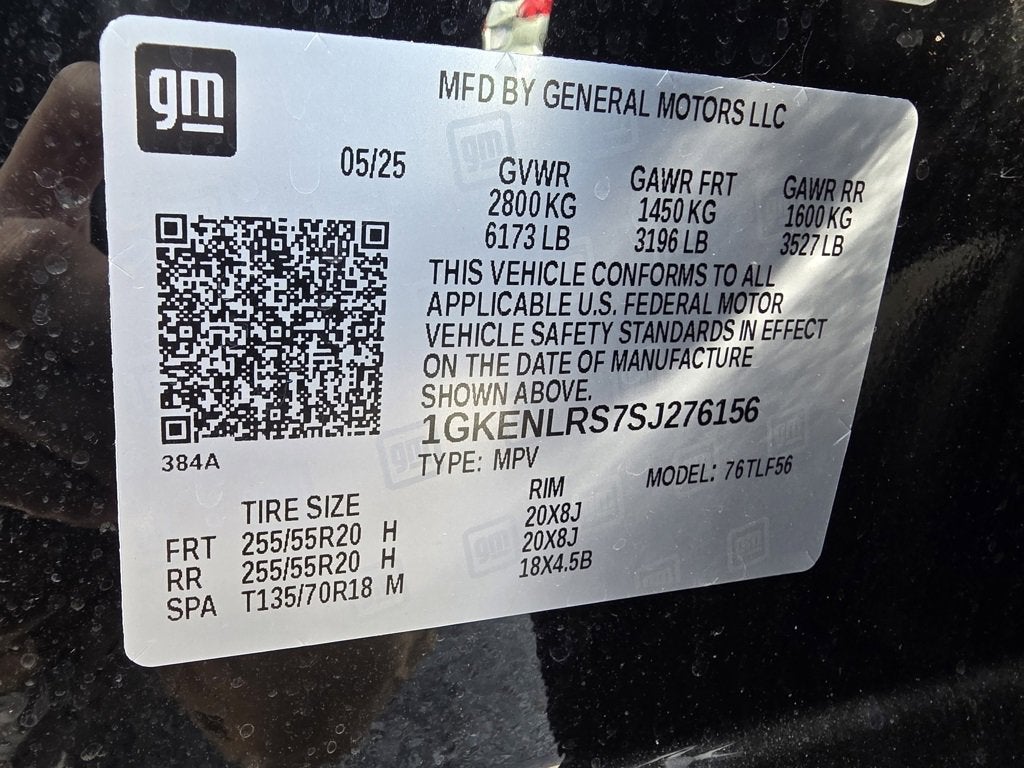 gm
MFD BY GENERAL MOTORS LLC
05/25
GVWR GAWR FRT GAWR RR
2800 KG 1450 KG 1600 KG
6173 LB 3196 LB 3527 LB
THIS VEHICLE CONFORMS TO ALL
APPLICABLE U.S. FEDERAL MOTOR
VEHICLE SAFETY STANDARDS IN EFFECT
ON THE DATE OF MANUFACTURE
SHOWN ABOVE.
1GKENLRS7SJ276156
384A
TYPE: MPV MODEL: 76TLF56
TIRE SIZE RIM
FRT 255/55R20 H 20X8J
RR 255/55R20 H 20X8J
SPA T135/70R18 M 18X4.5B